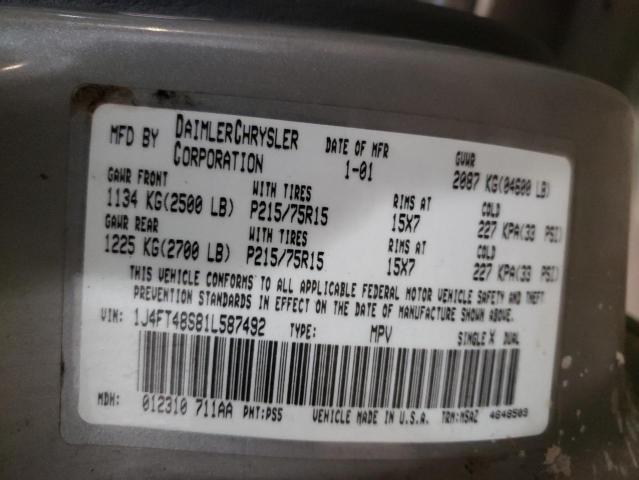 MFD BY DAIMLERCHRYSLER CORPORATION DATE OF MFR 1-01 GVWR 2087 KG(04600 LB)
GAWR FRONT WITH TIRES RIMS AT COLD
1134 KG(2500 LB) P215/75R15 15X7 227 KPA(33 PSI)
GAWR REAR WITH TIRES RIMS AT COLD
1225 KG(2700 LB) P215/75R15 15X7 227 KPA(33 PSI)
THIS VEHICLE CONFORMS TO ALL APPLICABLE FEDERAL MOTOR VEHICLE SAFETY AND THEFT
PREVENTION STANDARDS IN EFFECT ON THE DATE OF MANUFACTURE SHOWN ABOVE.
VIN: 1J4FT48S81L587492 TYPE: MPV SINGLE X DUAL
MDH: 012310 711AA PNT:PS5 VEHICLE MADE IN U.S.A. TRM:M5AZ 4648503